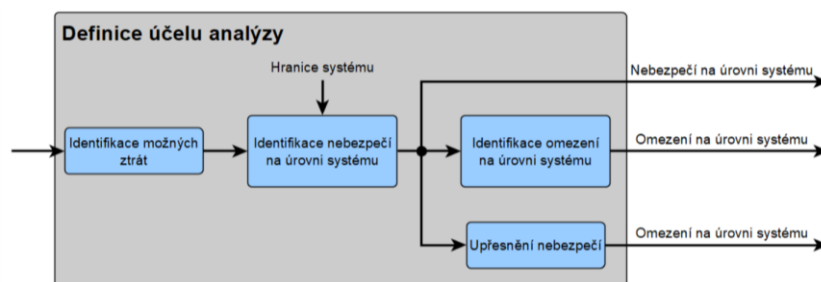 Definice účelu analýzy
Hranice systému
Nebezpečí na úrovni systému
Identifikace možných
ztrát
Identifikace nebezpečí
na úrovni systému
Identifikace omezení
na úrovni systému
Omezení na úrovni systému
Upřesnění nebezpečí
Omezení na úrovni systému